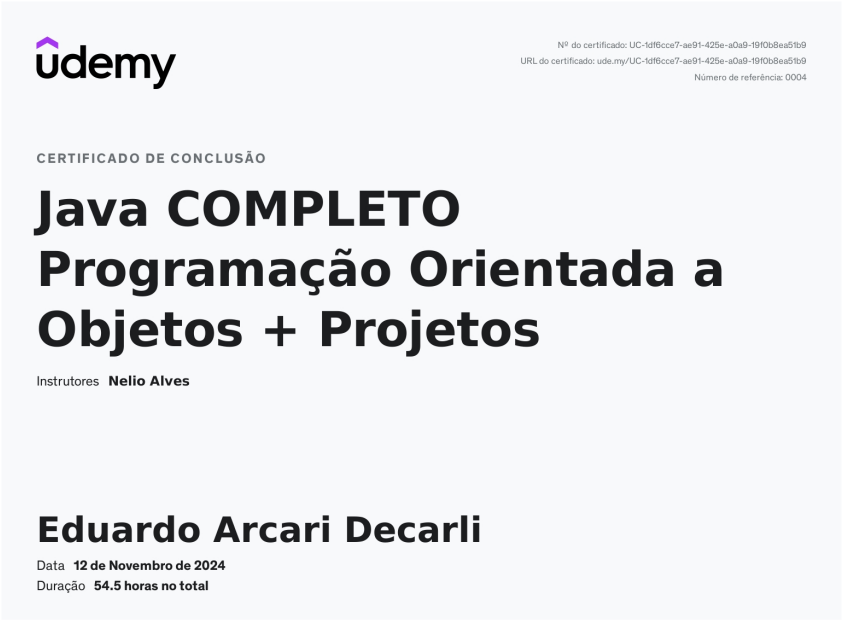 udemy
Nº do certificado: UC-1df6cce7-ae91-425e-a0a9-19f0b8ea51b9
URL do certificado: ude.my/UC-1df6cce7-ae91-425e-a0a9-19f0b8ea51b9
Número de referência: 0004
CERTIFICADO DE CONCLUSÃO
Java COMPLETO
Programação Orientada a
Objetos + Projetos
Instrutores Nelio Alves
Eduardo Arcari Decarli
Data 12 de Novembro de 2024
Duração 54.5 horas no total